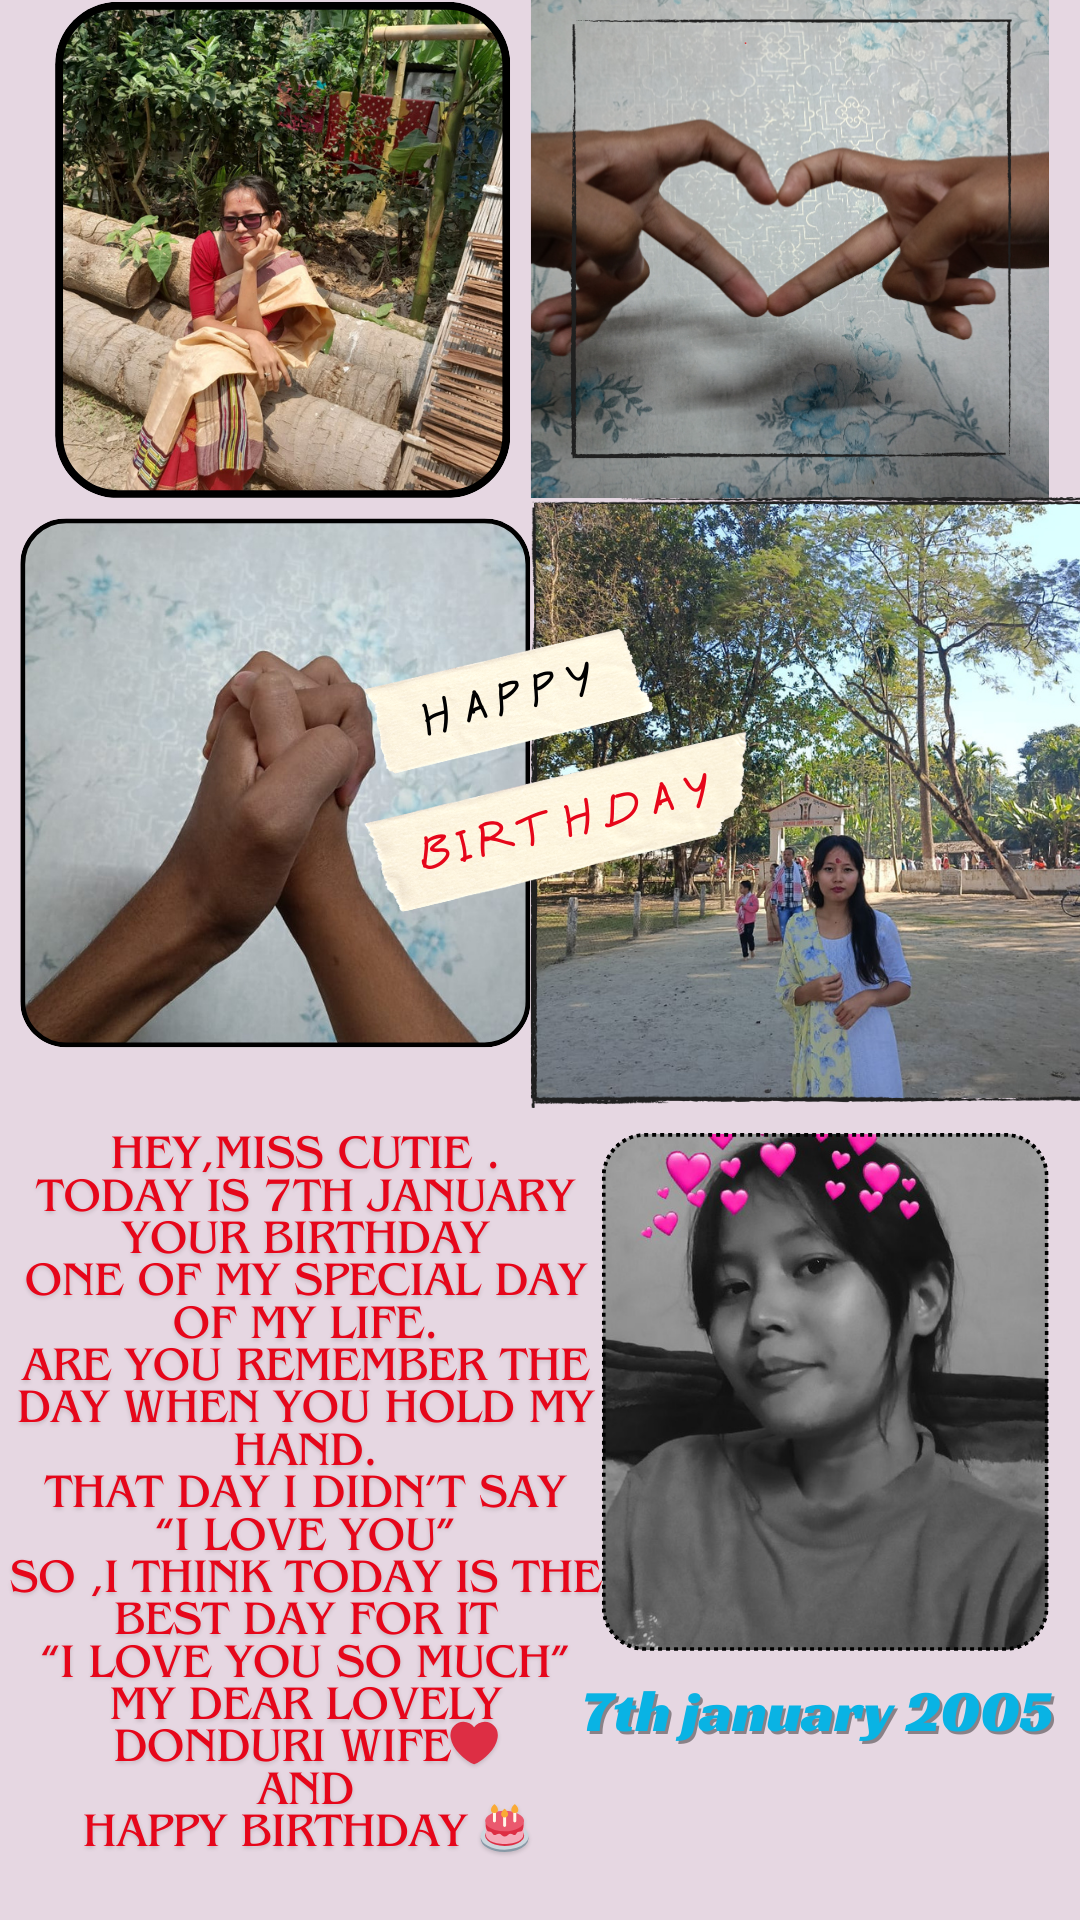 HAPPY
BIRTHDAY
HEY,MISS CUTIE .
TODAY IS 7TH JANUARY
YOUR BIRTHDAY
ONE OF MY SPECIAL DAY
OF MY LIFE.
ARE YOU REMEMBER THE
DAY WHEN YOU HOLD MY
HAND.
THAT DAY I DIDN’T SAY
“I LOVE YOU”
SO ,I THINK TODAY IS THE
BEST DAY FOR IT
“I LOVE YOU SO MUCH”
MY DEAR LOVELY
DONDURI WIFE❤
AND
HAPPY BIRTHDAY 🎂
7th january 2005